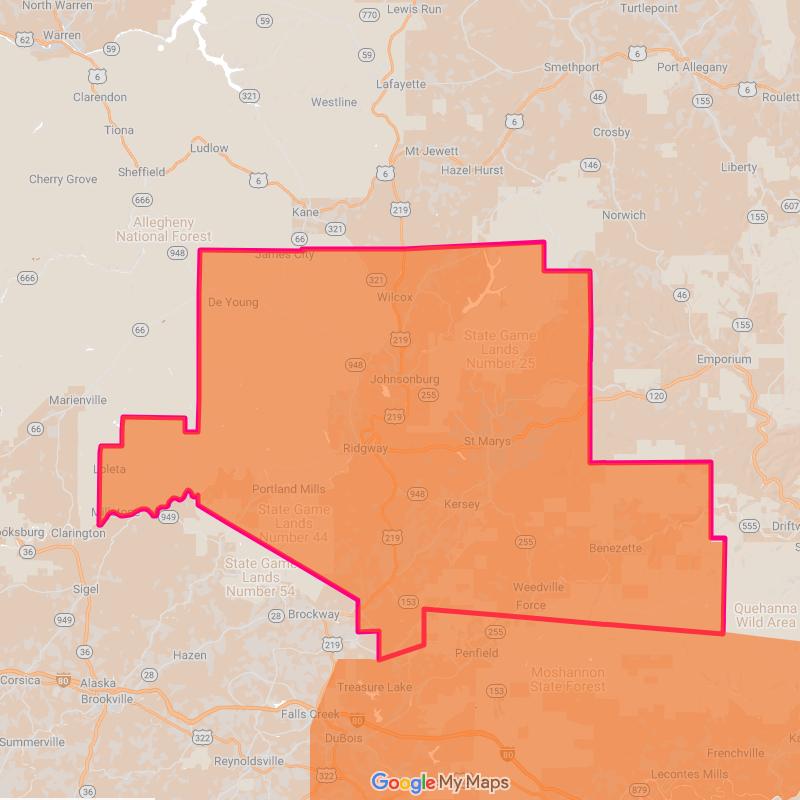 North Warren
Lewis Run
Turtlepoint
770
321
62
Warren
59
59
6
Smethport
Port Allegany
6
Lafayette
6
Clarendon
321
Westline
46
155
Roulett
Tiona
6
Crosby
Ludlow
Mt Jewett
146
Liberty
Sheffield
6
Hazel Hurst
Cherry Grove
6
666
Kane
219
Norwich
607
155
Allegheny
National Forest
321
66
948
James City
666
321
De Young
Wilcox
46
155
66
219
State Game
Lands
Number 25
Emporium
948
Johnsonburg
255
120
Marienville
219
66
Ridgway
St Marys
Loleta
Portland Mills
948
Kersey
Millstone
949
State Game
Lands
Number 44
555
Driftw
ooksburg
Clarington
36
219
255
Benezette
State Game
Lands
Number 54
Sigel
Weedville
153
Force
Quehanna
Wild Area
949
28
Brockway
36
219
255
Hazen
Penfield
28
Moshannon
State Forest
Corsica
80
Alaska
Treasure Lake
153
Brookville
Falls Creek
80
322
DuBois
Summerville
80
Frenchville
Reynoldsville
322
Lecontes Mills
36
879
Google My Maps